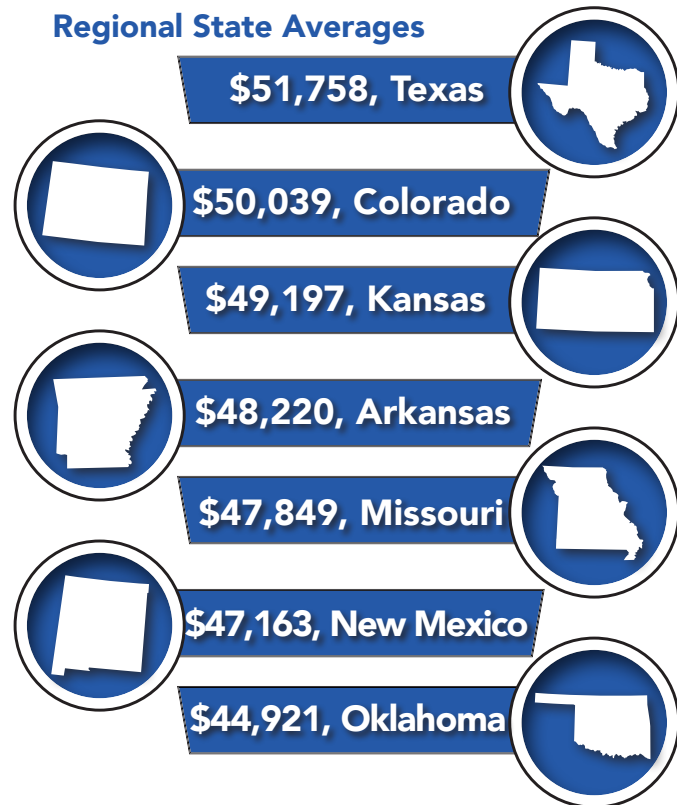 Regional State Averages
$51,758, Texas
$50,039, Colorado
$49,197, Kansas
$48,220, Arkansas
$47,849, Missouri
$47,163, New Mexico
$44,921, Oklahoma